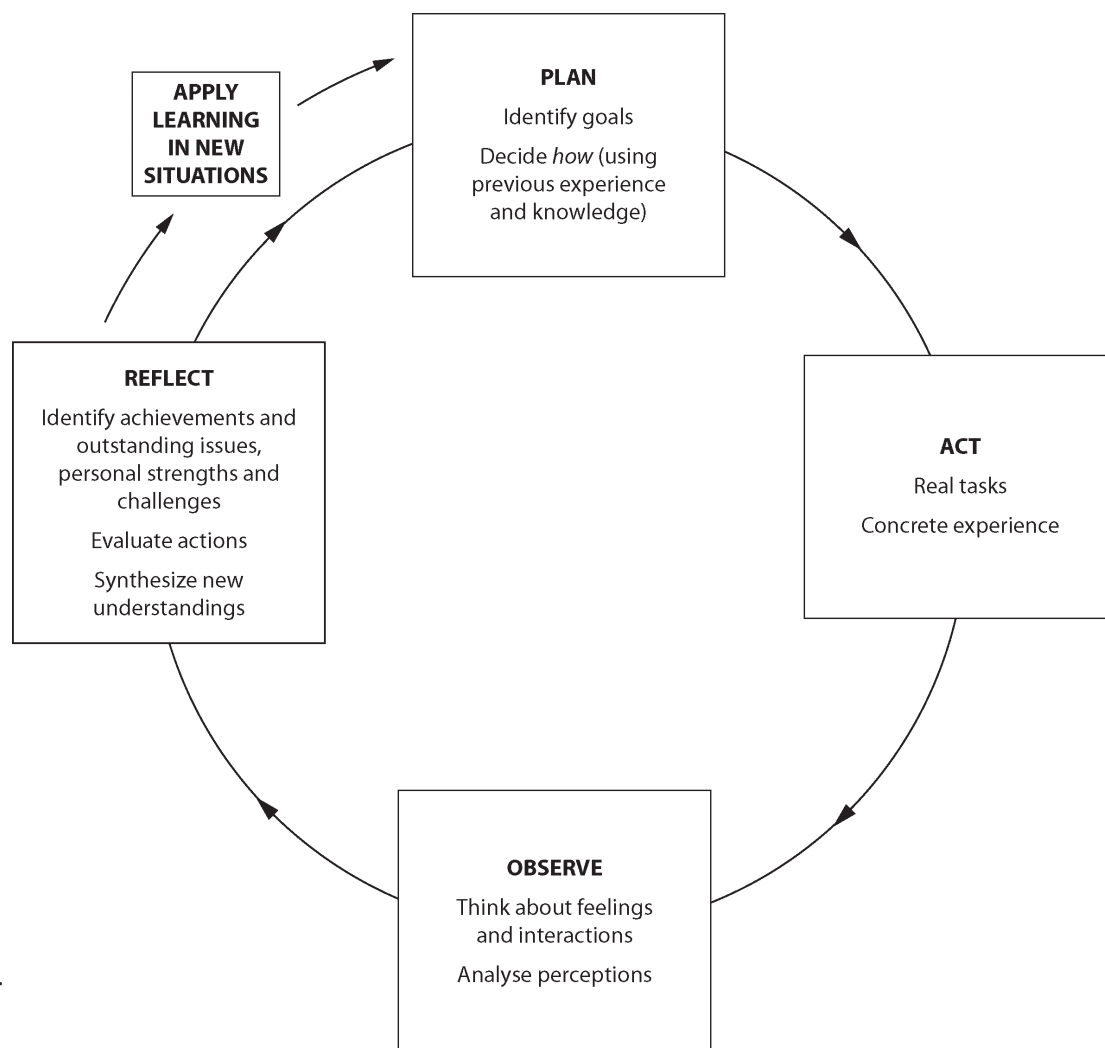 PLAN
Identify goals
Decide how (using
previous experience
and knowledge)
APPLY
LEARNING
IN NEW
SITUATIONS
REFLECT
Identify achievements and
outstanding issues,
personal strengths and
challenges
Evaluate actions
Synthesize new
understandings
ACT
Real tasks
Concrete experience
OBSERVE
Think about feelings
and interactions
Analyse perceptions